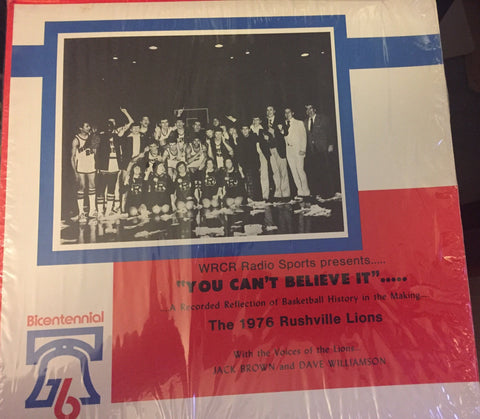 WRCR Radio Sports presents.....
"YOU CAN'T BELIEVE IT".....
...A Recorded Reflection of Basketball History in the Making...
The 1976 Rushville Lions
With the Voices of the Lions...
JACK BROWN and DAVE WILLIAMSON
Bicentennial
76